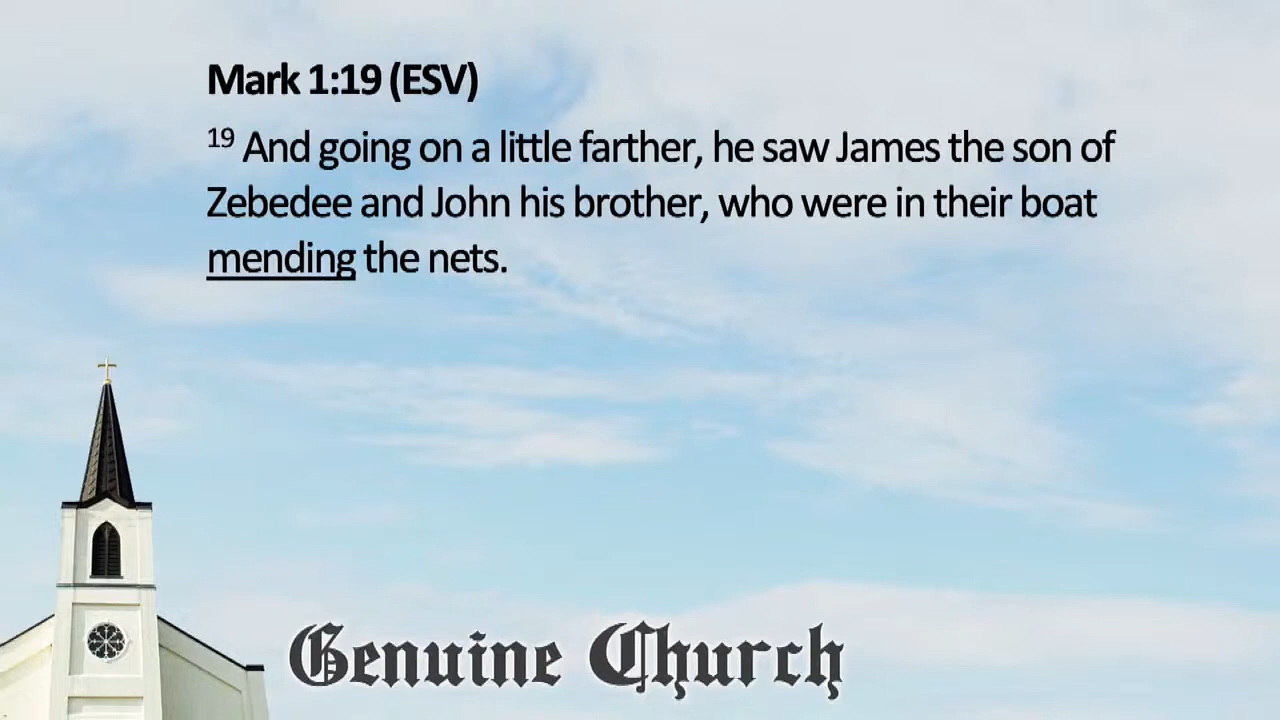 Mark 1:19 (ESV)
19 And going on a little farther, he saw James the son of
Zebedee and John his brother, who were in their boat
mending the nets.
Genuine Church